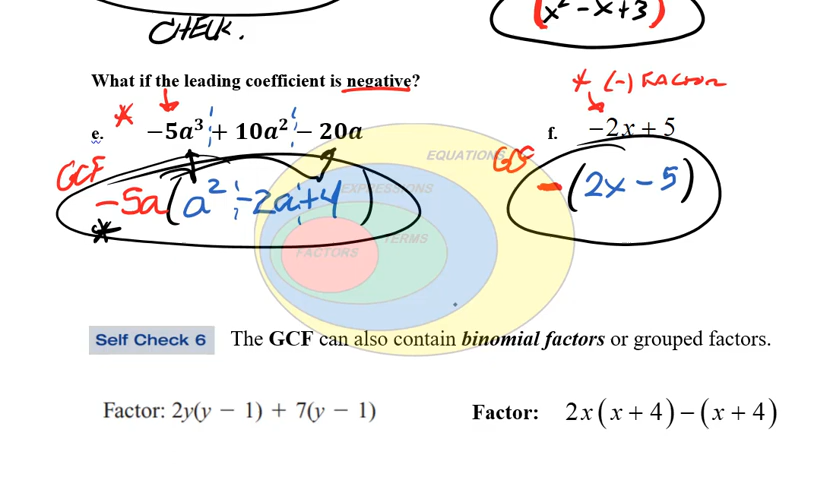 CHECK.
(x² - x + 3)
What if the leading coefficient is negative?
* (-) FACTOR
e. * −5a³ + 10a² − 20a
f. −2x + 5
EQUATIONS
GCF
GCF
EXPRESSIONS
-5a(a² - 2a + 4)
-(2x - 5)
*
TERMS
FACTORS
Self Check 6 The GCF can also contain binomial factors or grouped factors.
Factor: 2y(y − 1) + 7(y − 1)
Factor: 2x(x + 4) − (x + 4)